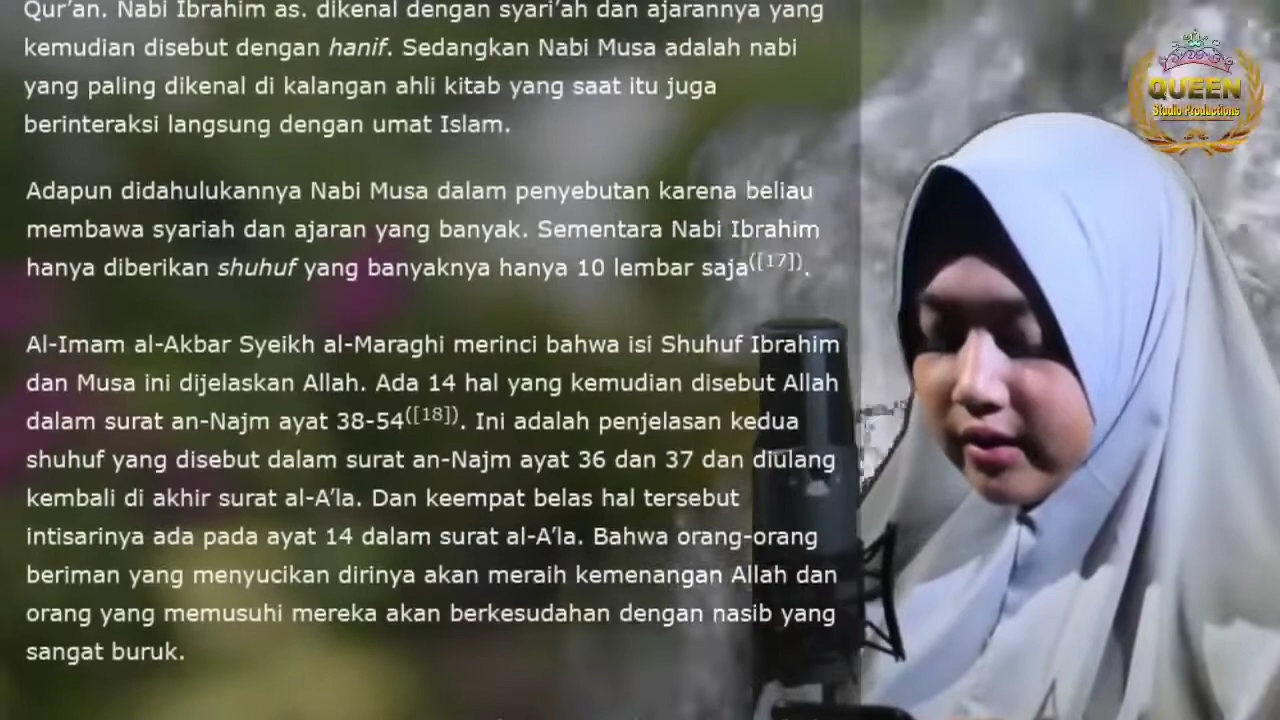 Qur’an. Nabi Ibrahim as. dikenal dengan syari’ah dan ajarannya yang
kemudian disebut dengan hanif. Sedangkan Nabi Musa adalah nabi
yang paling dikenal di kalangan ahli kitab yang saat itu juga
berinteraksi langsung dengan umat Islam.
Adapun didahulukannya Nabi Musa dalam penyebutan karena beliau
membawa syariah dan ajaran yang banyak. Sementara Nabi Ibrahim
hanya diberikan shuhuf yang banyaknya hanya 10 lembar saja([17]).
Al-Imam al-Akbar Syeikh al-Maraghi merinci bahwa isi Shuhuf Ibrahim
dan Musa ini dijelaskan Allah. Ada 14 hal yang kemudian disebut Allah
dalam surat an-Najm ayat 38-54([18]). Ini adalah penjelasan kedua
shuhuf yang disebut dalam surat an-Najm ayat 36 dan 37 dan diulang
kembali di akhir surat al-A’la. Dan keempat belas hal tersebut
intisarinya ada pada ayat 14 dalam surat al-A’la. Bahwa orang-orang
beriman yang menyucikan dirinya akan meraih kemenangan Allah dan
orang yang memusuhi mereka akan berkesudahan dengan nasib yang
sangat buruk.
QUEEN
Studio Productions